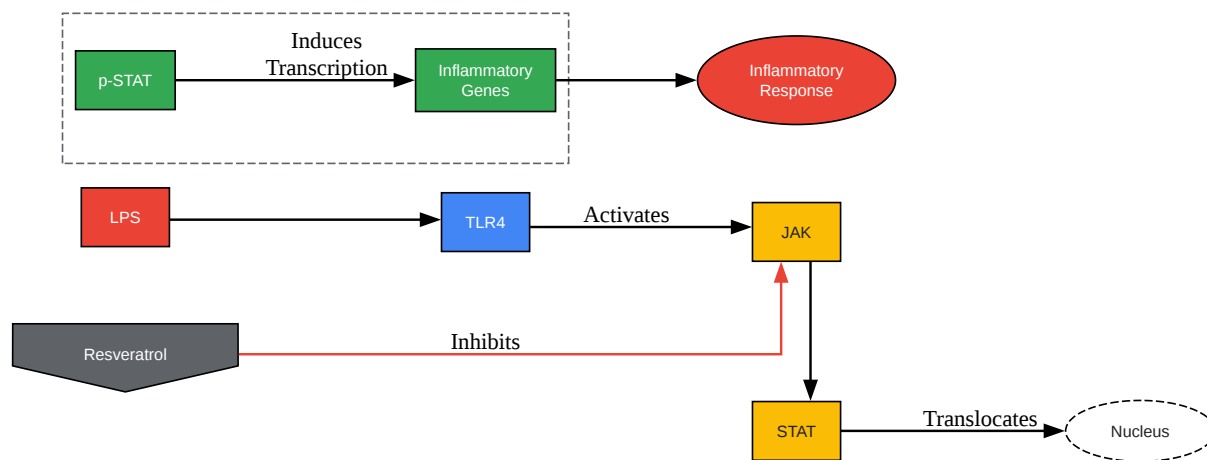 Induces
Transcription
p-STAT
Inflammatory
Genes
Inflammatory
Response
LPS
TLR4
Activates
JAK
Resveratrol
Inhibits
STAT
Translocates
Nucleus